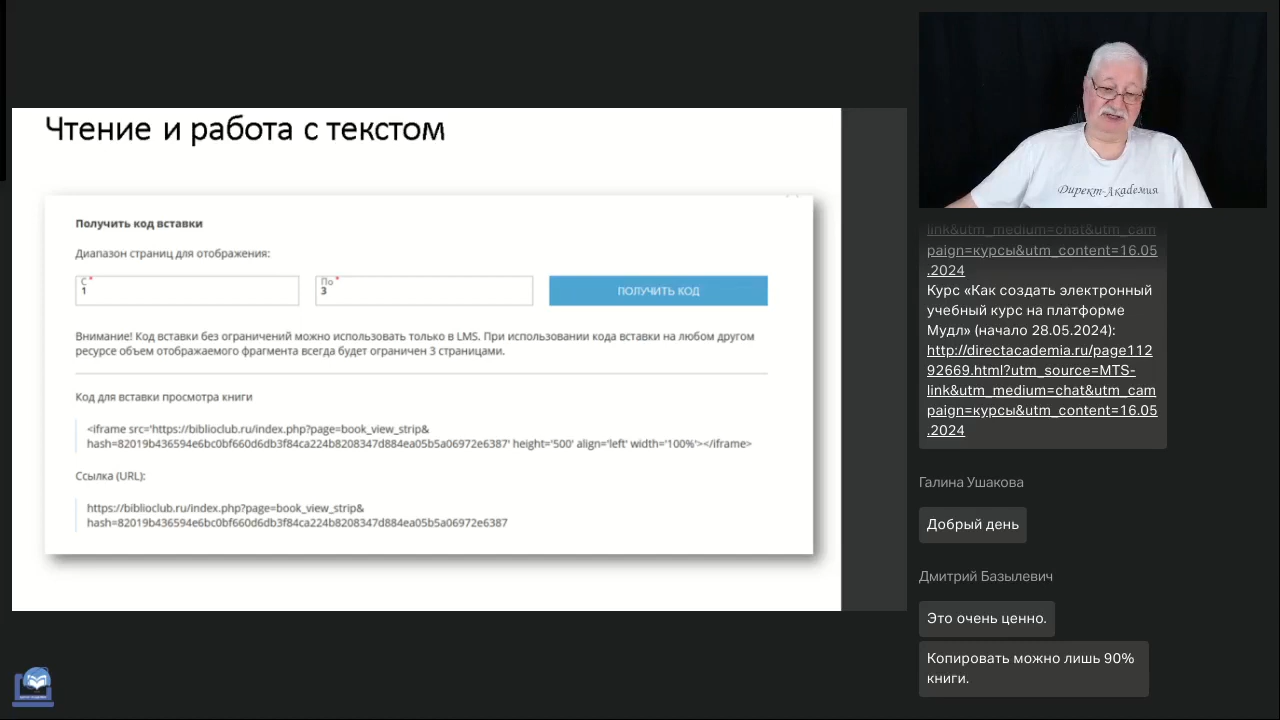 Чтение и работа с текстом
Получить код вставки
Диапазон страниц для отображения:
С *
1
По *
3
ПОЛУЧИТЬ КОД
Внимание! Код вставки без ограничений можно использовать только в LMS. При использовании кода вставки на любом другом
ресурсе объем отображаемого фрагмента всегда будет ограничен 3 страницами.
Код для вставки просмотра книги
<iframe src='https://biblioclub.ru/index.php?page=book_view_strip&
hash=82019b436594e6bc0bf660d6db3f84ca224b8208347d884ea05b5a06972e6387' height='500' align='left' width='100%'></iframe>
Ссылка (URL):
https://biblioclub.ru/index.php?page=book_view_strip&
hash=82019b436594e6bc0bf660d6db3f84ca224b8208347d884ea05b5a06972e6387
Директ-Академия
link&utm_medium=chat&utm_cam
paign=курсы&utm_content=16.05
.2024
Курс «Как создать электронный
учебный курс на платформе
Мудл» (начало 28.05.2024):
http://directacademia.ru/page112
92669.html?utm_source=MTS-
link&utm_medium=chat&utm_cam
paign=курсы&utm_content=16.05
.2024
Галина Ушакова
Добрый день
Дмитрий Базылевич
Это очень ценно.
Копировать можно лишь 90%
книги.